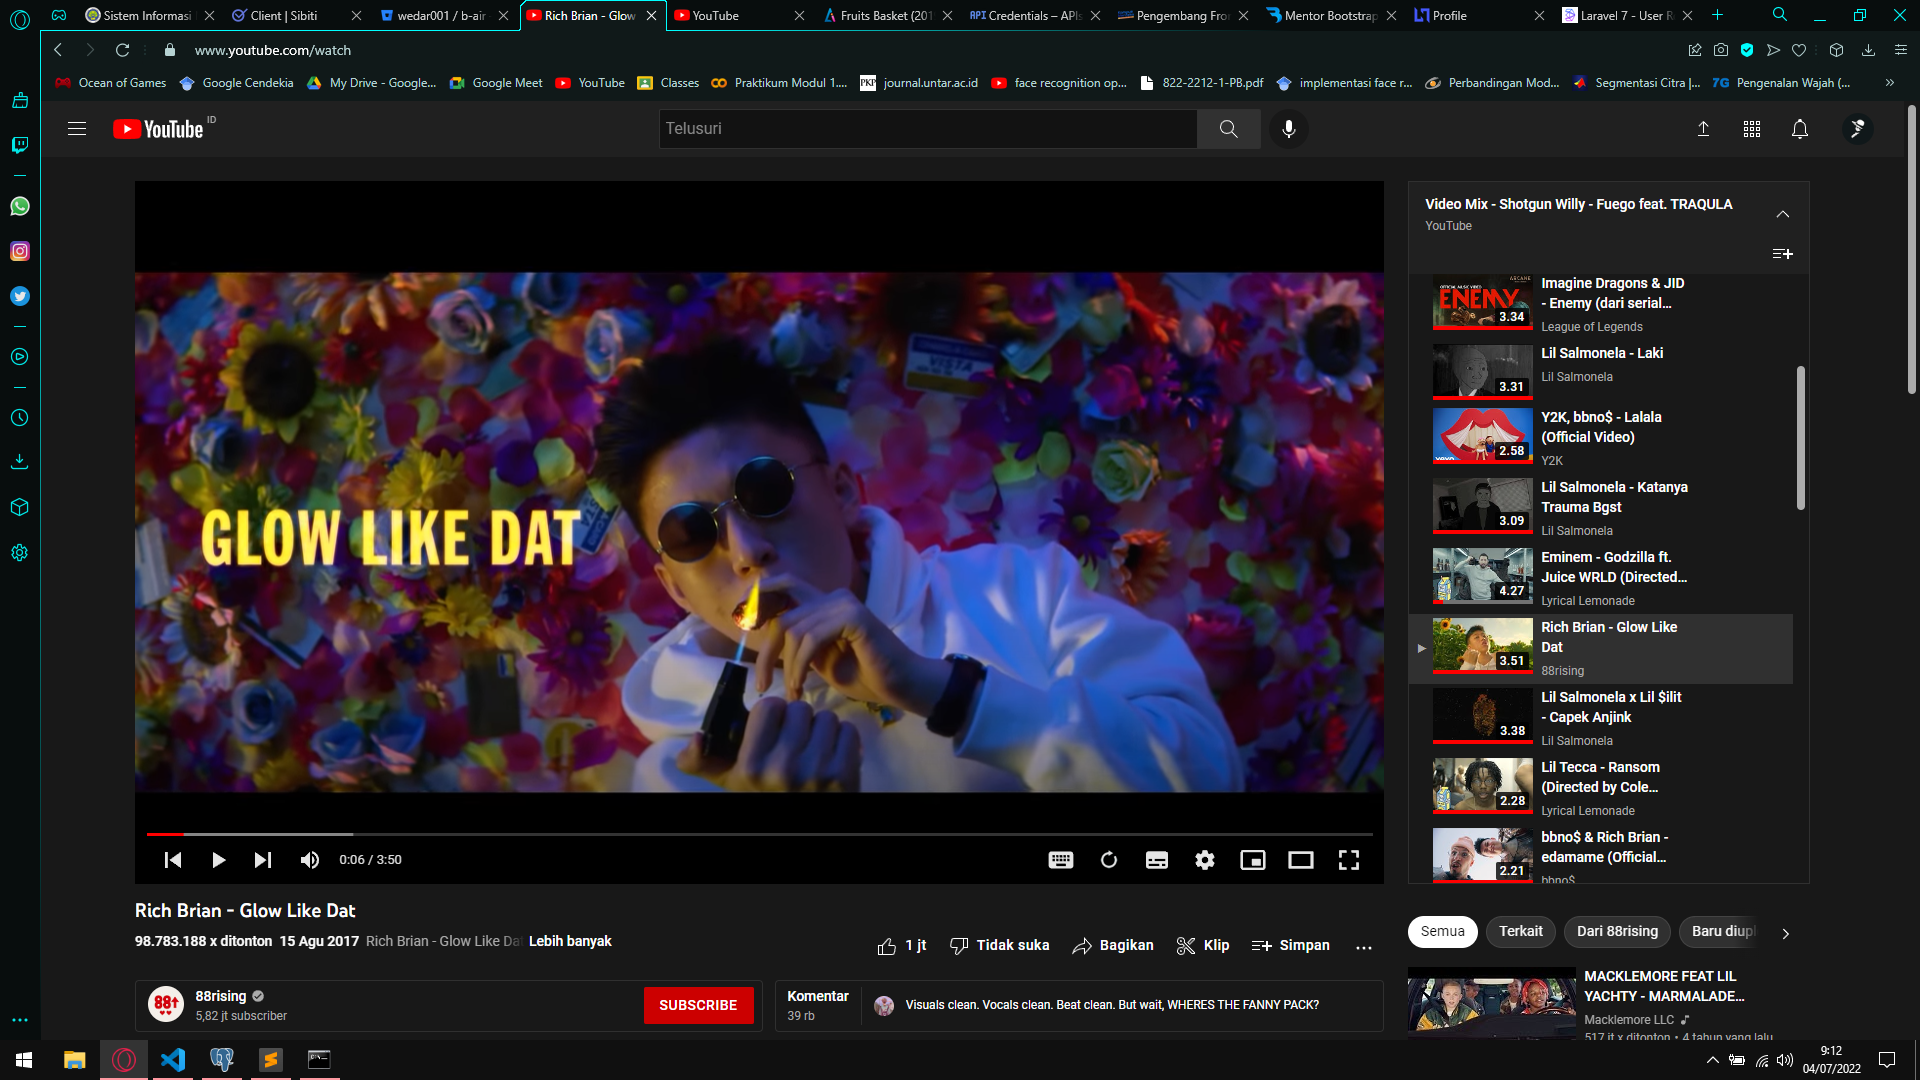 Sistem Informasi
Client | Sibiti
wedar001 / b-air
Rich Brian - Glow
YouTube
Fruits Basket (201
API Credentials – APIs
Pengembang Fro
Mentor Bootstrap
Profile
Laravel 7 - User R
www.youtube.com/watch
Ocean of Games
Google Cendekia
My Drive - Google...
Google Meet
YouTube
Classes
Praktikum Modul 1....
PKP journal.untar.ac.id
face recognition op...
822-2212-1-PB.pdf
implementasi face r...
Perbandingan Mod...
Segmentasi Citra |...
7G Pengenalan Wajah (...
YouTube ID
Telusuri
GLOW LIKE DAT
VISTA
0:06 / 3:50
Rich Brian - Glow Like Dat
98.783.188 x ditonton 15 Agu 2017 Rich Brian - Glow Like Dat Lebih banyak
1 jt
Tidak suka
Bagikan
Klip
Simpan
88rising
5,82 jt subscriber
SUBSCRIBE
Komentar
39 rb
Visuals clean. Vocals clean. Beat clean. But wait, WHERES THE FANNY PACK?
Video Mix - Shotgun Willy - Fuego feat. TRAQULA
YouTube
ARCANE
OFFICIAL MUSIC VIDEO
ENEMY
3.34
Imagine Dragons & JID
- Enemy (dari serial...
League of Legends
3.31
Lil Salmonela - Laki
Lil Salmonela
vevo
2.58
Y2K, bbno$ - Lalala
(Official Video)
Y2K
3.09
Lil Salmonela - Katanya
Trauma Bgst
Lil Salmonela
4.27
Eminem - Godzilla ft.
Juice WRLD (Directed...
Lyrical Lemonade
3.51
Rich Brian - Glow Like
Dat
88rising
3.38
Lil Salmonela x Lil $ilit
- Capek Anjink
Lil Salmonela
2.28
Lil Tecca - Ransom
(Directed by Cole...
Lyrical Lemonade
2.21
bbno$ & Rich Brian -
edamame (Official...
bbno$
Semua
Terkait
Dari 88rising
Baru diupl
MACKLEMORE FEAT LIL
YACHTY - MARMALADE...
Macklemore LLC
517 jt x ditonton • 4 tahun yang lalu
9:12
04/07/2022